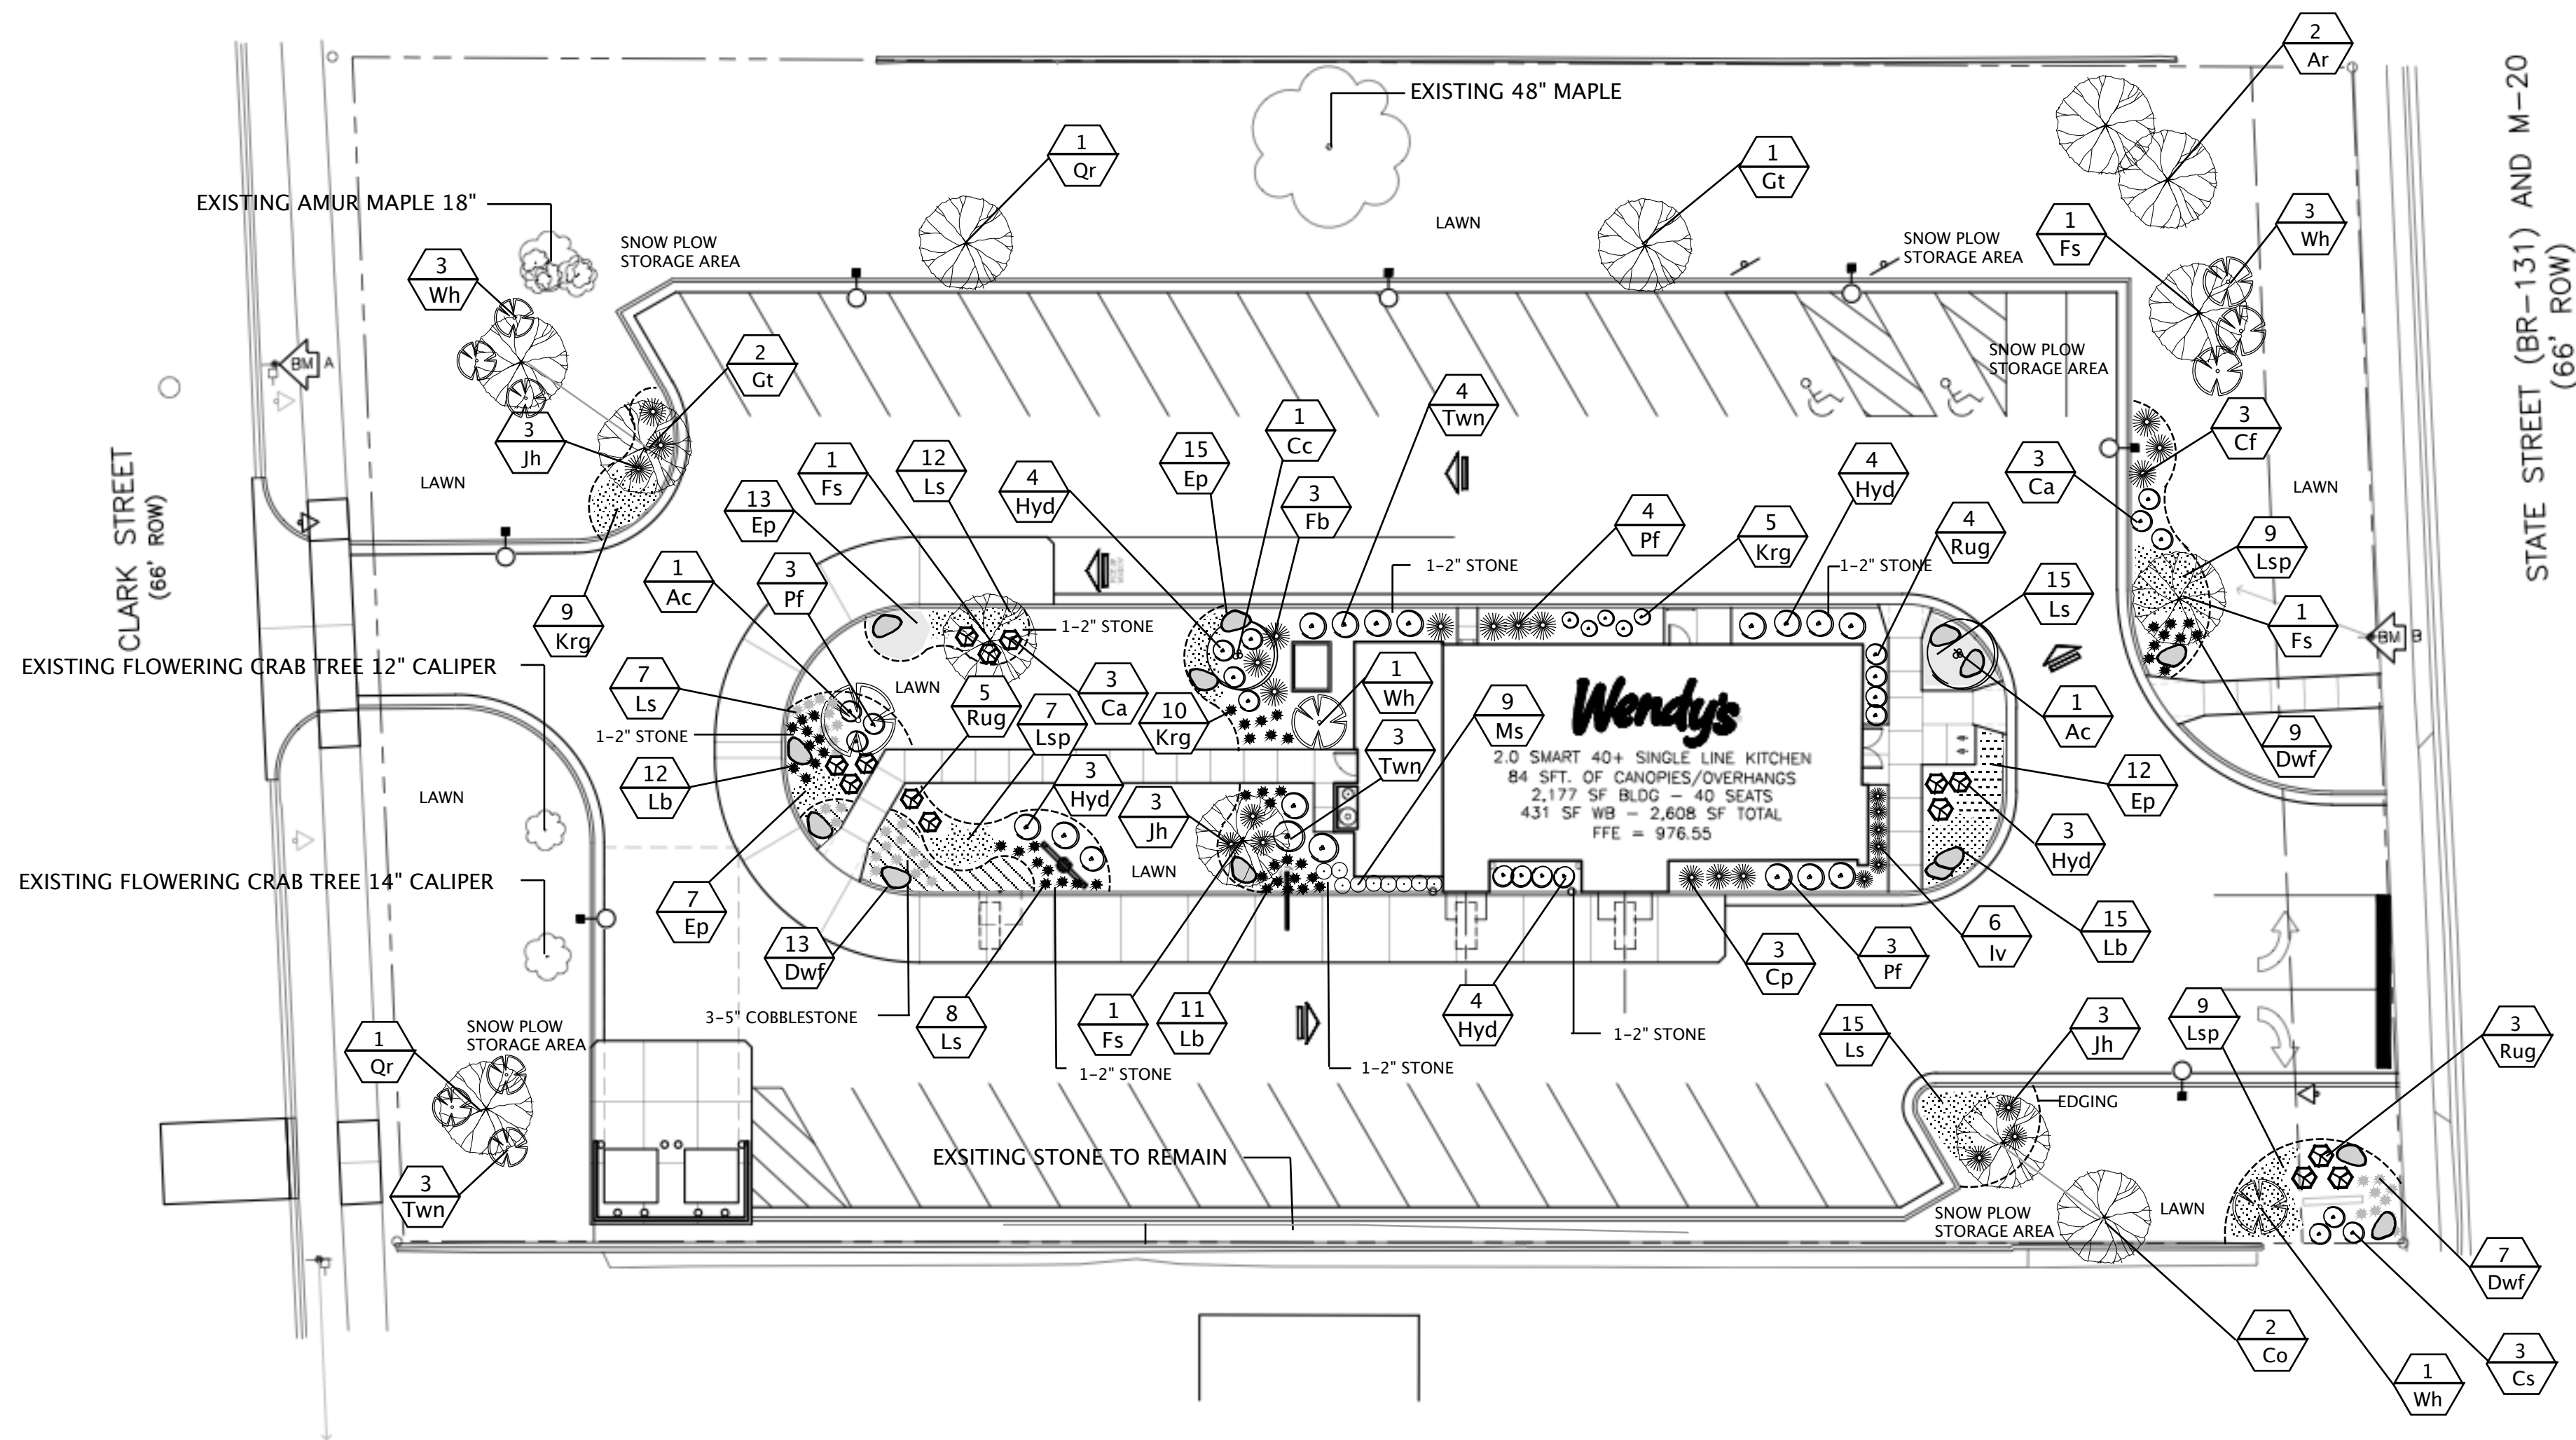 2
Ar
EXISTING 48" MAPLE
STATE STREET (BR-131) AND M-20
(66' ROW)
1
Qr
1
Gt
EXISTING AMUR MAPLE 18"
LAWN
3
Wh
1
Fs
SNOW PLOW
STORAGE AREA
SNOW PLOW
STORAGE AREA
3
Wh
BM A
2
Gt
SNOW PLOW
STORAGE AREA
4
Twn
3
Jh
1
Cc
3
Cf
CLARK STREET
(66' ROW)
LAWN
1
Fs
12
Ls
4
Hyd
15
Ep
4
Hyd
3
Ca
LAWN
13
Ep
3
Fb
4
Pf
5
Krg
4
Rug
9
Lsp
1
Ac
3
Pf
1-2" STONE
1-2" STONE
15
Ls
9
Krg
1-2" STONE
1
Fs
BM B
EXISTING FLOWERING CRAB TREE 12" CALIPER
7
Ls
LAWN
5
Rug
3
Ca
1
Wh
9
Ms
Wendy's
1
Ac
1-2" STONE
7
Lsp
10
Krg
3
Twn
9
Dwf
2.0 SMART 40+ SINGLE LINE KITCHEN
84 SFT. OF CANOPIES/OVERHANGS
2,177 SF BLDG - 40 SEATS
431 SF WB - 2,608 SF TOTAL
FFE = 976.55
12
Lb
3
Hyd
12
Ep
LAWN
3
Jh
3
Hyd
EXISTING FLOWERING CRAB TREE 14" CALIPER
LAWN
7
Ep
13
Dwf
3
Cp
3
Pf
6
Iv
15
Lb
3-5" COBBLESTONE
8
Ls
1
Fs
11
Lb
4
Hyd
1-2" STONE
15
Ls
3
Jh
9
Lsp
3
Rug
1
Qr
SNOW PLOW
STORAGE AREA
1-2" STONE
1-2" STONE
EDGING
EXSITING STONE TO REMAIN
3
Twn
SNOW PLOW
STORAGE AREA
LAWN
7
Dwf
2
Co
3
Cs
1
Wh